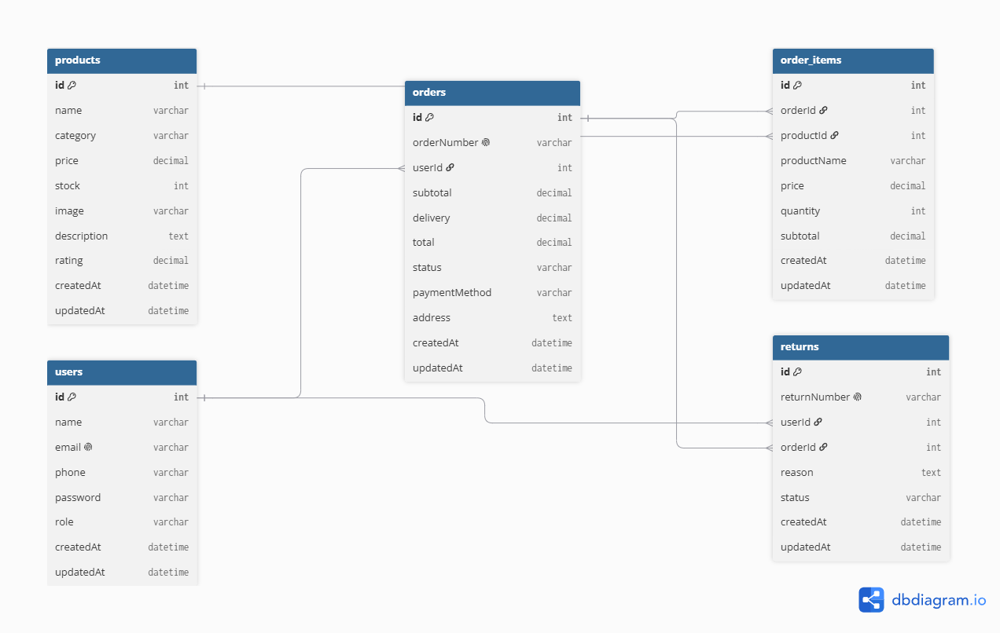 products
id int
name varchar
category varchar
price decimal
stock int
image varchar
description text
rating decimal
createdAt datetime
updatedAt datetime
users
id int
name varchar
email varchar
phone varchar
password varchar
role varchar
createdAt datetime
updatedAt datetime
orders
id int
orderNumber varchar
userId int
subtotal decimal
delivery decimal
total decimal
status varchar
paymentMethod varchar
address text
createdAt datetime
updatedAt datetime
order_items
id int
orderId int
productId int
productName varchar
price decimal
quantity int
subtotal decimal
createdAt datetime
updatedAt datetime
returns
id int
returnNumber varchar
userId int
orderId int
reason text
status varchar
createdAt datetime
updatedAt datetime
dbdiagram.io